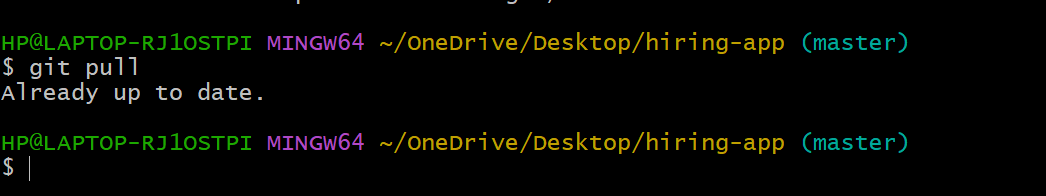 HP@LAPTOP-RJ1OSTPI MINGW64 ~/OneDrive/Desktop/hiring-app (master)
$ git pull
Already up to date.
HP@LAPTOP-RJ1OSTPI MINGW64 ~/OneDrive/Desktop/hiring-app (master)
$